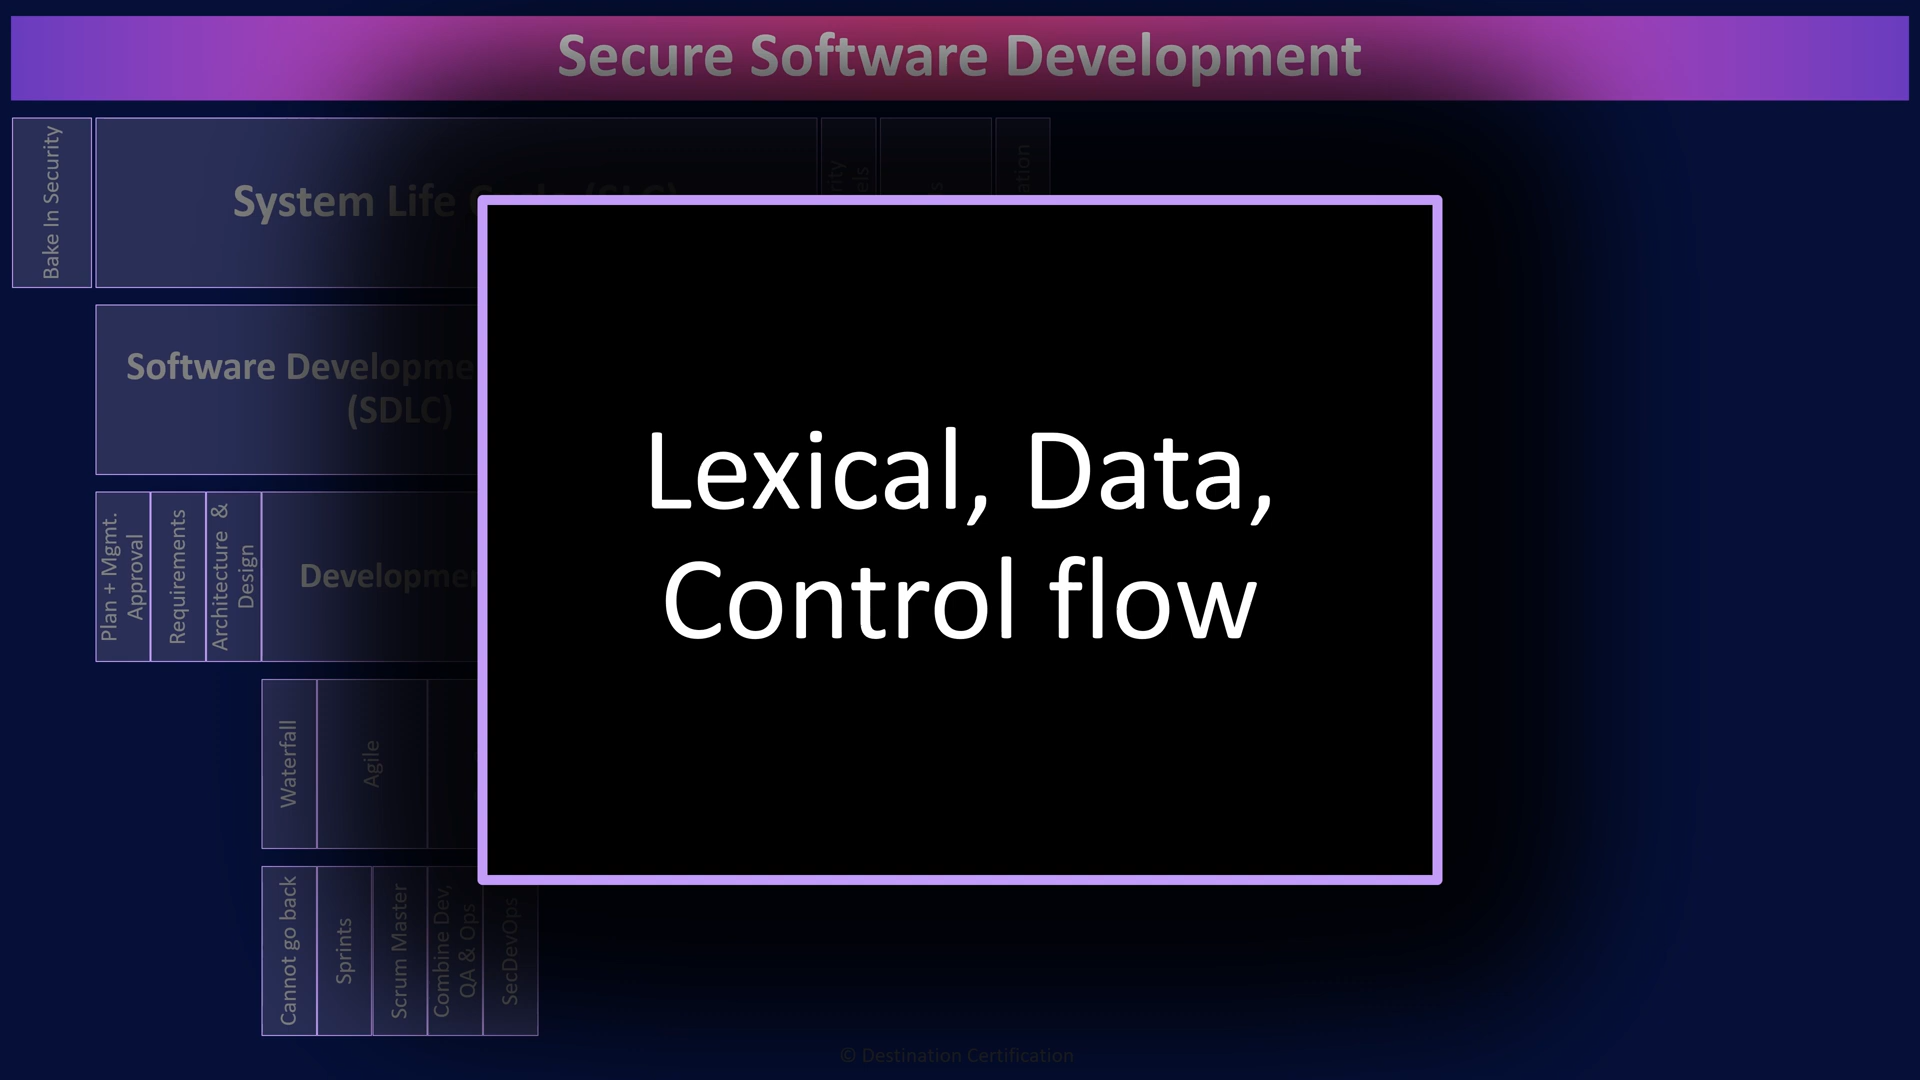 Secure Software Development
Bake In Security
System Life
Software Developme
(SDLC)
Plan + Mgmt.
Approval
Requirements
Architecture &
Design
Developmen
Lexical, Data,
Control flow
Waterfall
Agile
Cannot go back
Sprints
Scrum Master
Combine Dev,
QA & Ops
SecDevOps
© Destination Certification